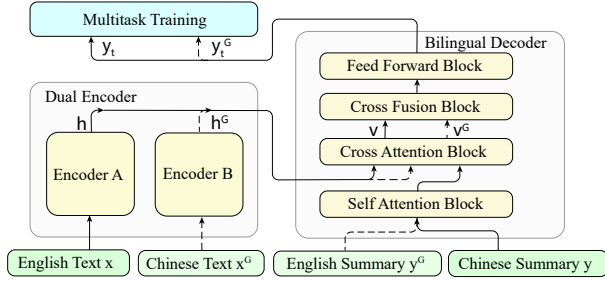 Multitask Training
y_t
y_t^G
Bilingual Decoder
Feed Forward Block
Cross Fusion Block
v
v^G
Cross Attention Block
Self Attention Block
Dual Encoder
h
h^G
Encoder A
Encoder B
English Text x
Chinese Text x^G
English Summary y^G
Chinese Summary y